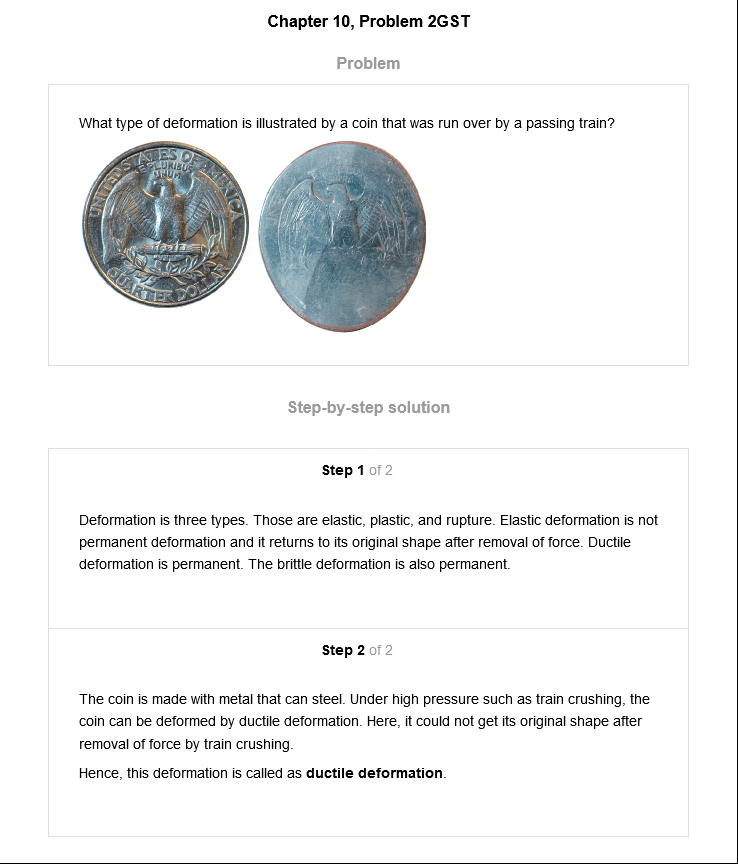 Chapter 10, Problem 2GST
Problem
What type of deformation is illustrated by a coin that was run over by a passing train?
UNITED STATES OF AMERICA
E PLURIBUS
UNUM
QUARTER DOLLAR
Step-by-step solution
Step 1 of 2
Deformation is three types. Those are elastic, plastic, and rupture. Elastic deformation is not
permanent deformation and it returns to its original shape after removal of force. Ductile
deformation is permanent. The brittle deformation is also permanent.
Step 2 of 2
The coin is made with metal that can steel. Under high pressure such as train crushing, the
coin can be deformed by ductile deformation. Here, it could not get its original shape after
removal of force by train crushing.
Hence, this deformation is called as ductile deformation.